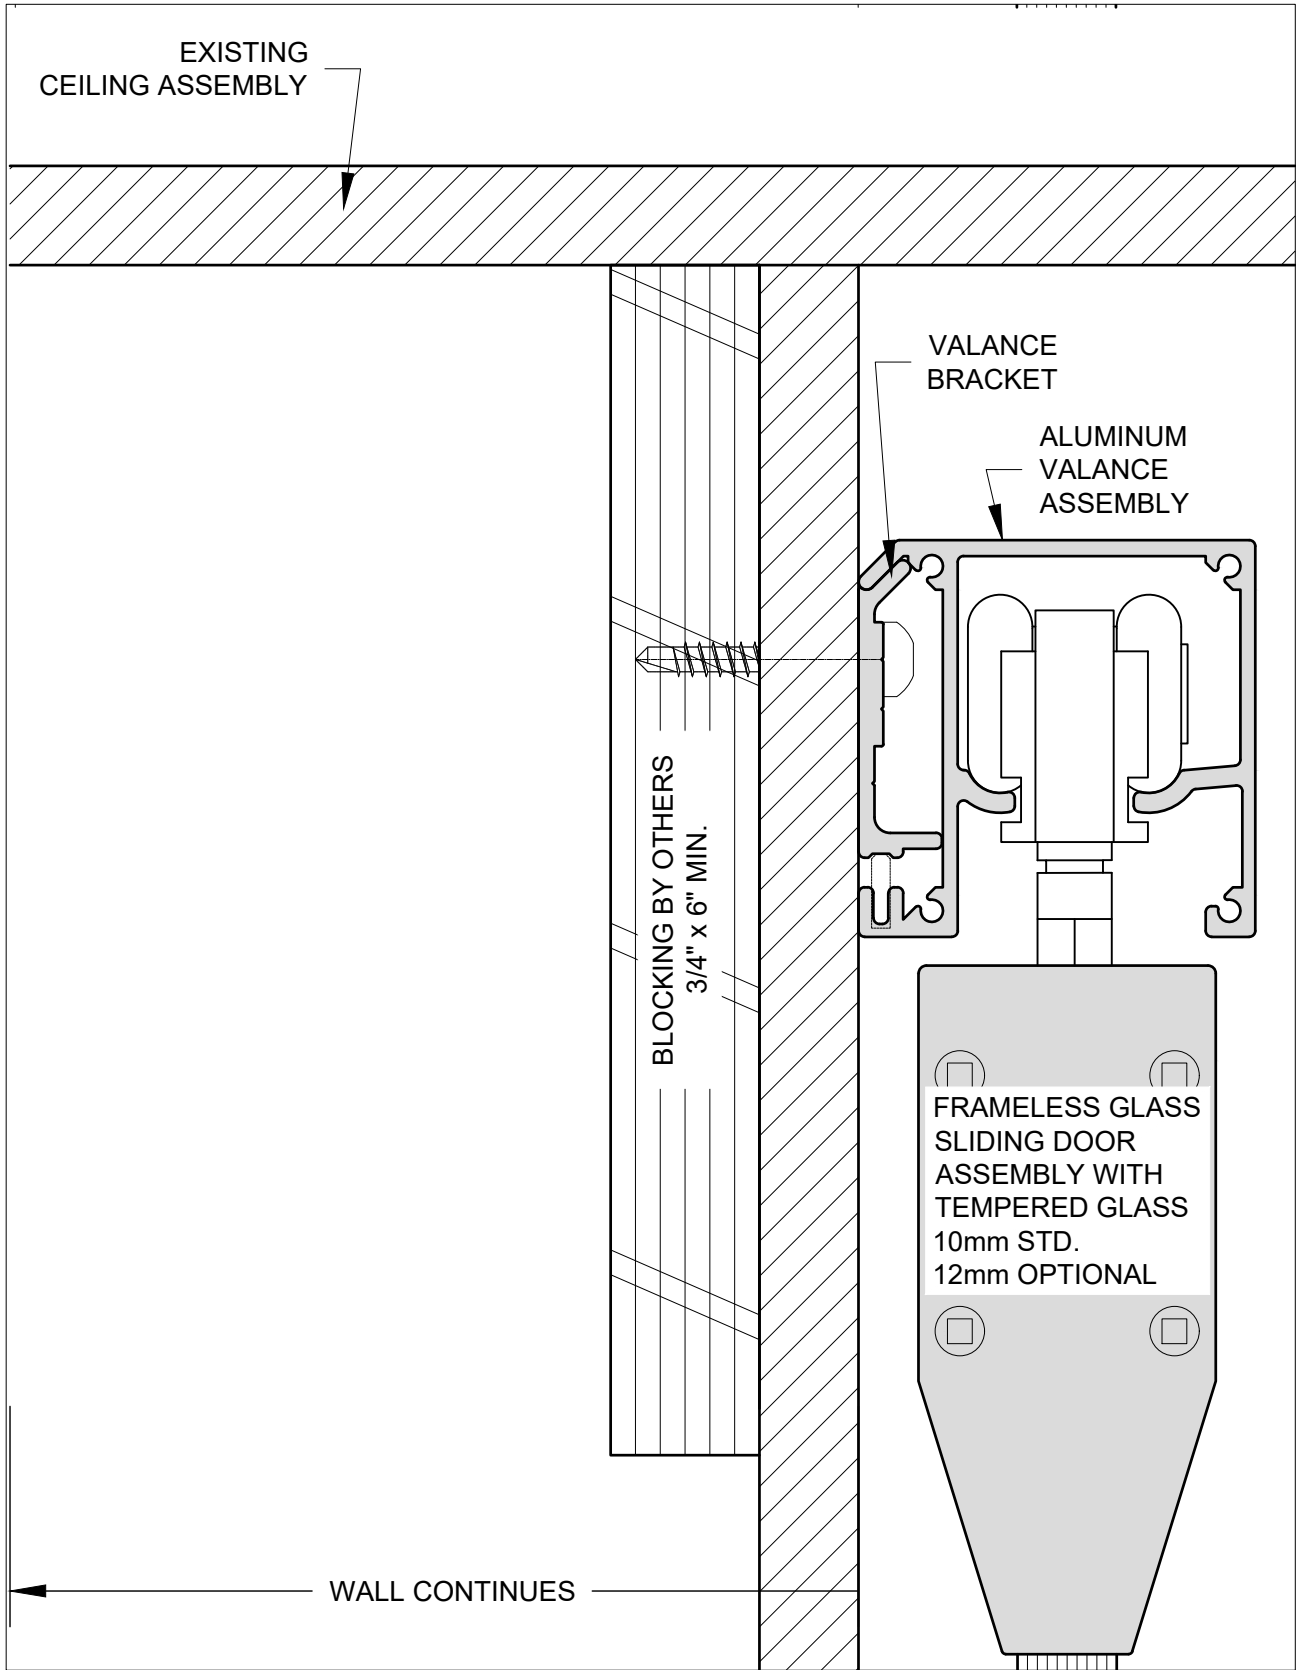 EXISTING
CEILING ASSEMBLY
VALANCE
BRACKET
ALUMINUM
VALANCE
ASSEMBLY
BLOCKING BY OTHERS
3/4" x 6" MIN.
FRAMELESS GLASS
SLIDING DOOR
ASSEMBLY WITH
TEMPERED GLASS
10mm STD.
12mm OPTIONAL
WALL CONTINUES